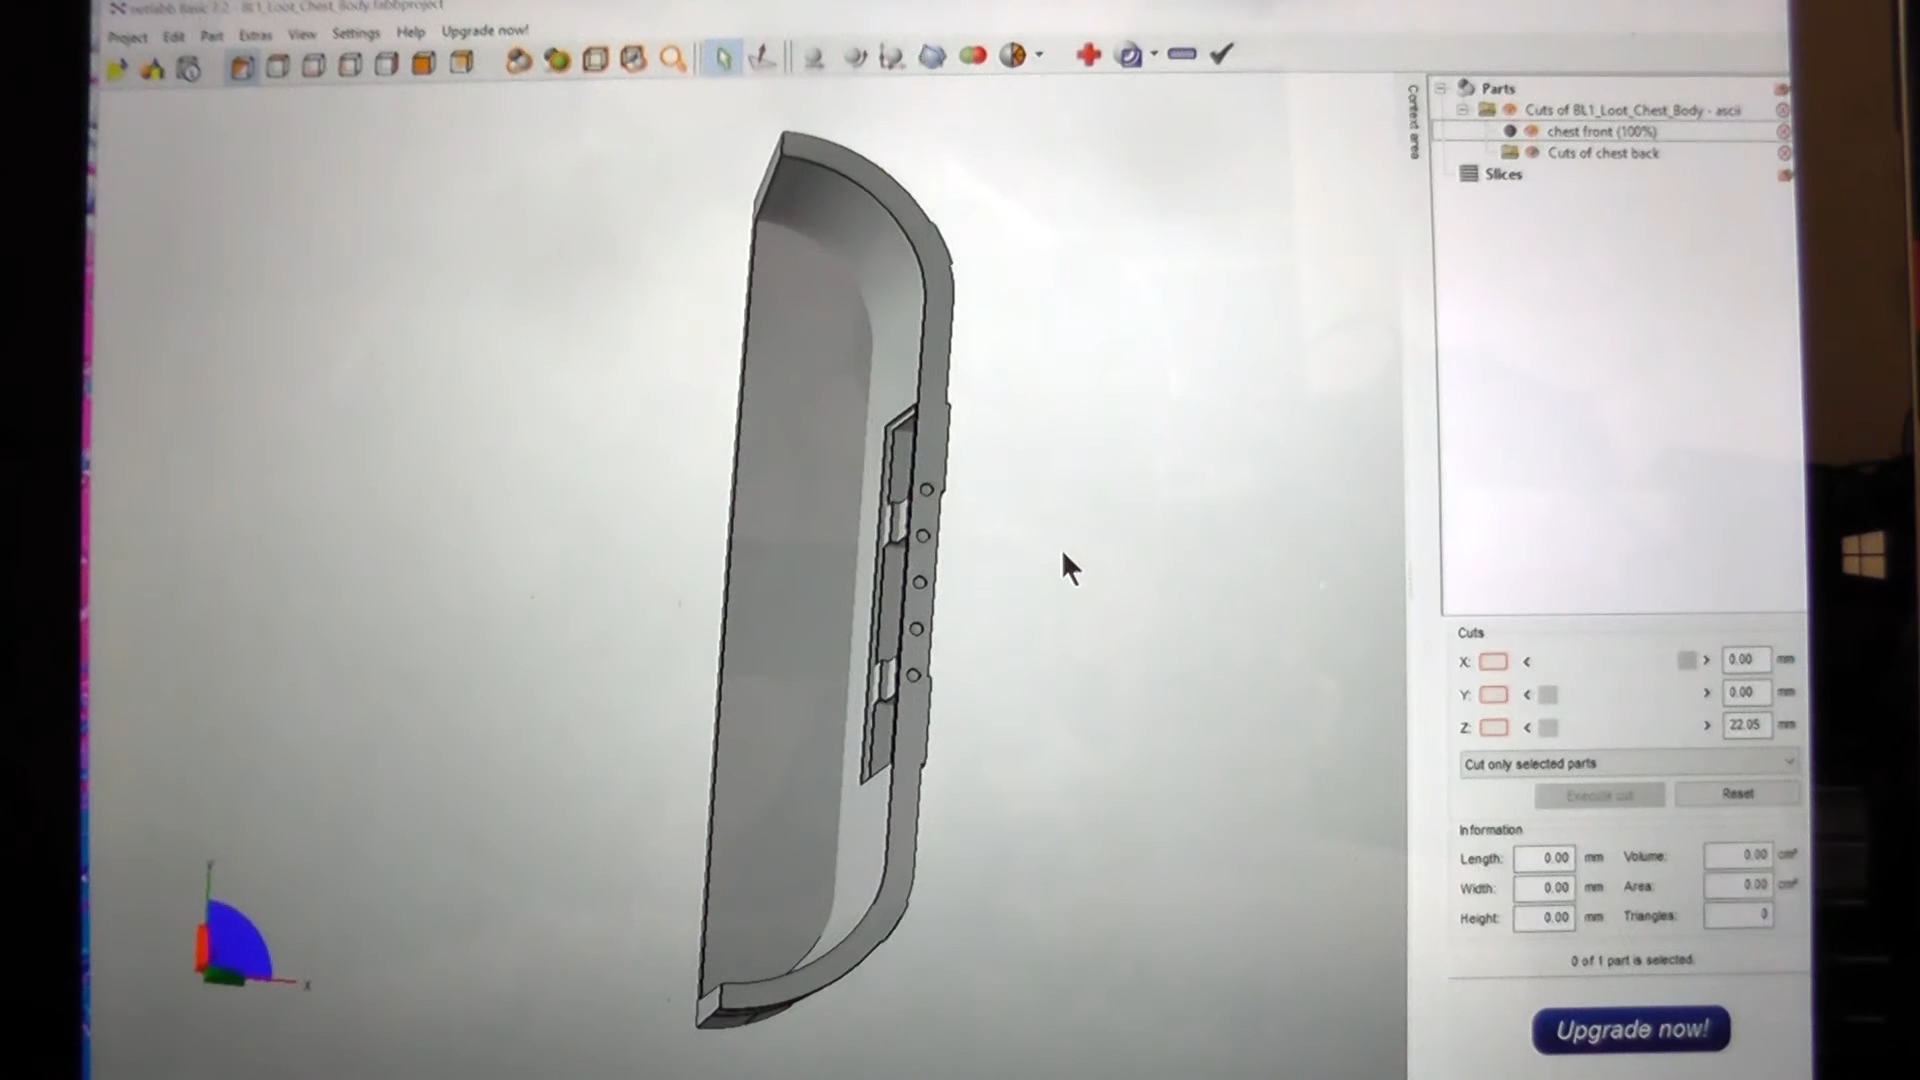 netfabb Basic 7.2 - BL1_Loot_Chest_Body.fabbproject
Project Edit Part Extras View Settings Help Upgrade now!
Context area
Parts
Cuts of BL1_Loot_Chest_Body - ascii
chest front (100%)
Cuts of chest back
Slices
Cuts
X: < > 0.00 mm
Y: < > 0.00 mm
Z: < > 22.05 mm
Cut only selected parts
Execute cut Reset
Information
Length: 0.00 mm Volume: 0.00 cm³
Width: 0.00 mm Area: 0.00 cm²
Height: 0.00 mm Triangles: 0
0 of 1 part is selected.
Upgrade now!
Y
X